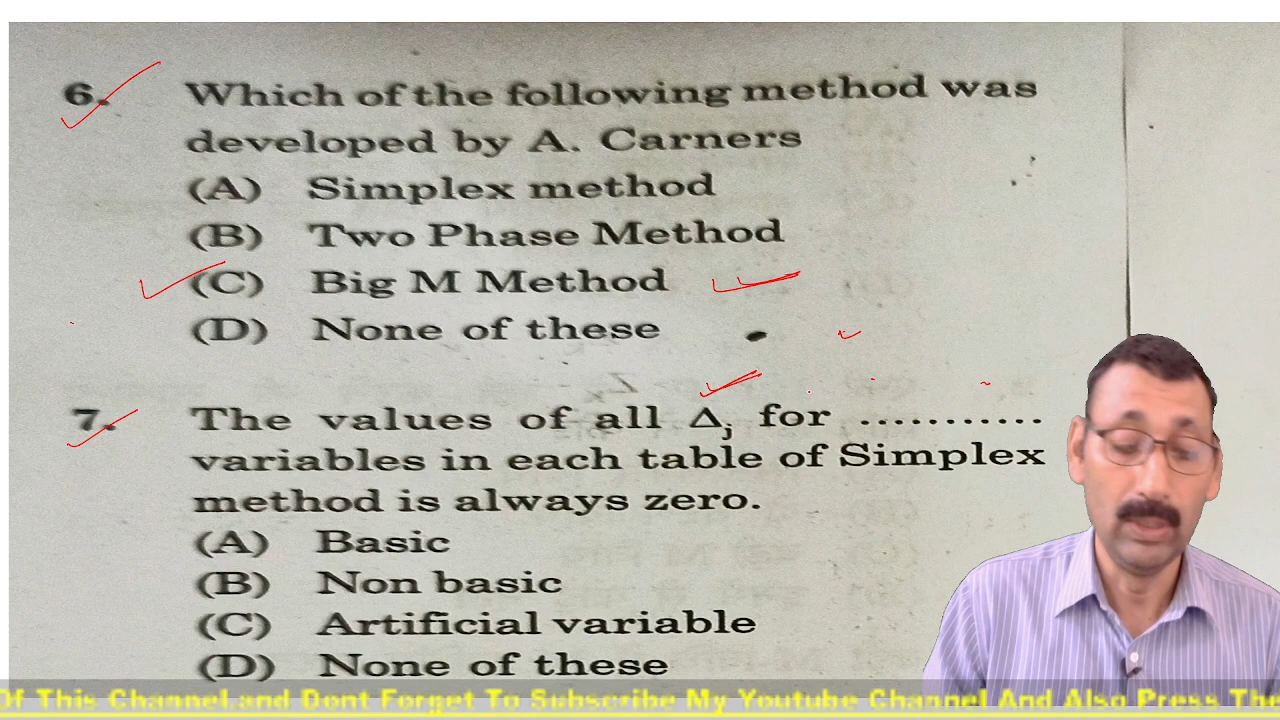 6. Which of the following method was
developed by A. Carners
(A) Simplex method
(B) Two Phase Method
(C) Big M Method
(D) None of these
7. The values of all Δj for ...........
variables in each table of Simplex
method is always zero.
(A) Basic
(B) Non basic
(C) Artificial variable
(D) None of these
Of This Channel.and Dont Forget To Subscribe My Youtube Channel And Also Press The